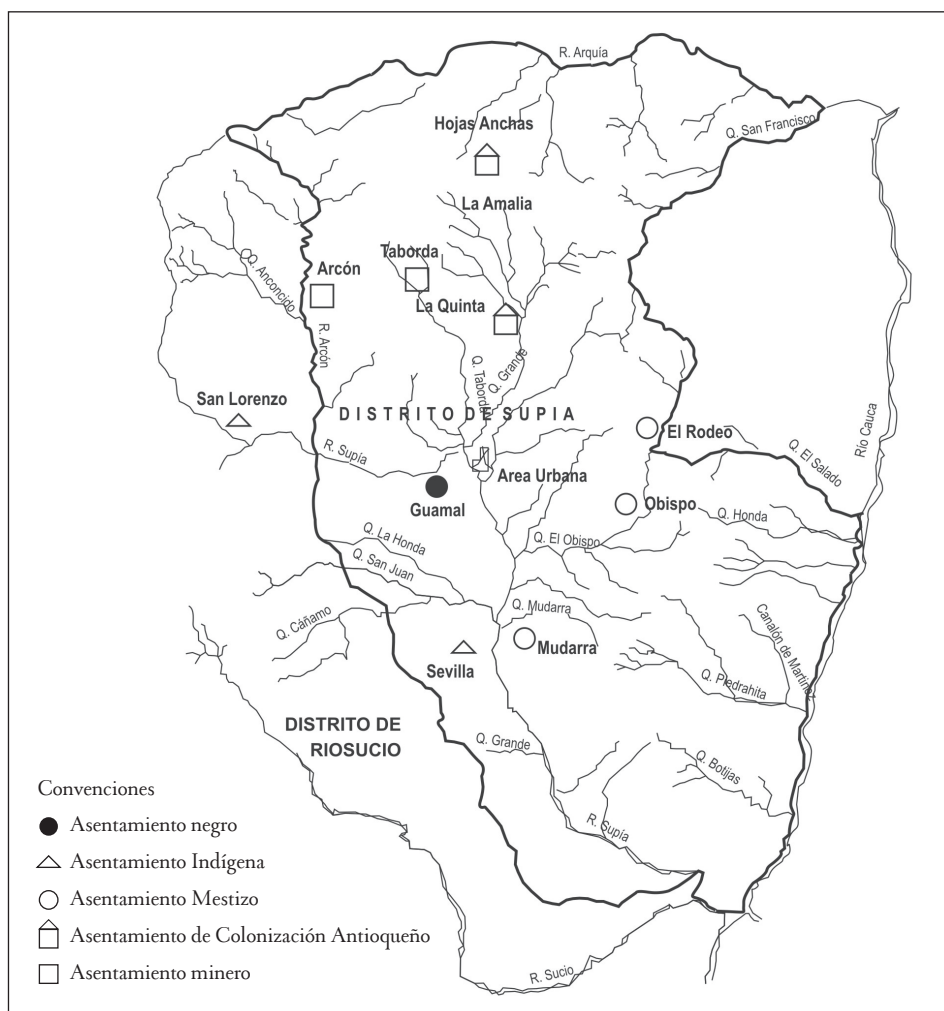 R. Arquía
Q. San Francisco
Hojas Anchas
La Amalia
Taborda
Arcón
Q. Anconcido
La Quinta
R. Arcón
Q. Taborda
Q. Grande
San Lorenzo
DISTRITO DE SUPIA
El Rodeo
Río Cauca
R. Supía
Q. El Salado
Area Urbana
Guamal
Obispo
Q. Honda
Q. La Honda
Q. El Obispo
Q. San Juan
Q. Mudarra
Q. Cáñamo
Canalón de Martínez
Sevilla
Mudarra
Q. Piedrahita
DISTRITO DE
RIOSUCIO
Q. Grande
Q. Botijas
R. Supía
R. Sucio
Convenciones
Asentamiento negro
Asentamiento Indígena
Asentamiento Mestizo
Asentamiento de Colonización Antioqueño
Asentamiento minero